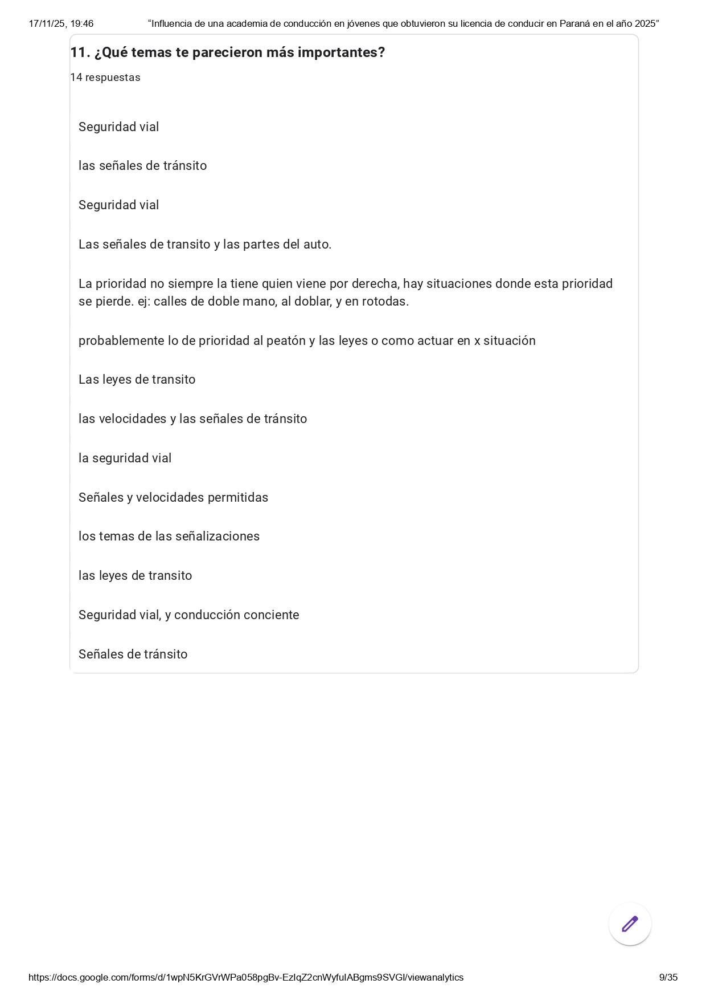 17/11/25, 19:46
“Influencia de una academia de conducción en jóvenes que obtuvieron su licencia de conducir en Paraná en el año 2025”
11. ¿Qué temas te parecieron más importantes?
14 respuestas
Seguridad vial
las señales de tránsito
Seguridad vial
Las señales de transito y las partes del auto.
La prioridad no siempre la tiene quien viene por derecha, hay situaciones donde esta prioridad
se pierde. ej: calles de doble mano, al doblar, y en rotodas.
probablemente lo de prioridad al peatón y las leyes o como actuar en x situación
Las leyes de transito
las velocidades y las señales de tránsito
la seguridad vial
Señales y velocidades permitidas
los temas de las señalizaciones
las leyes de transito
Seguridad vial, y conducción conciente
Señales de tránsito
https://docs.google.com/forms/d/1wpN5KrGVrWPa058pgBv-EzIqZ2cnWyfuIABgms9SVGI/viewanalytics
9/35